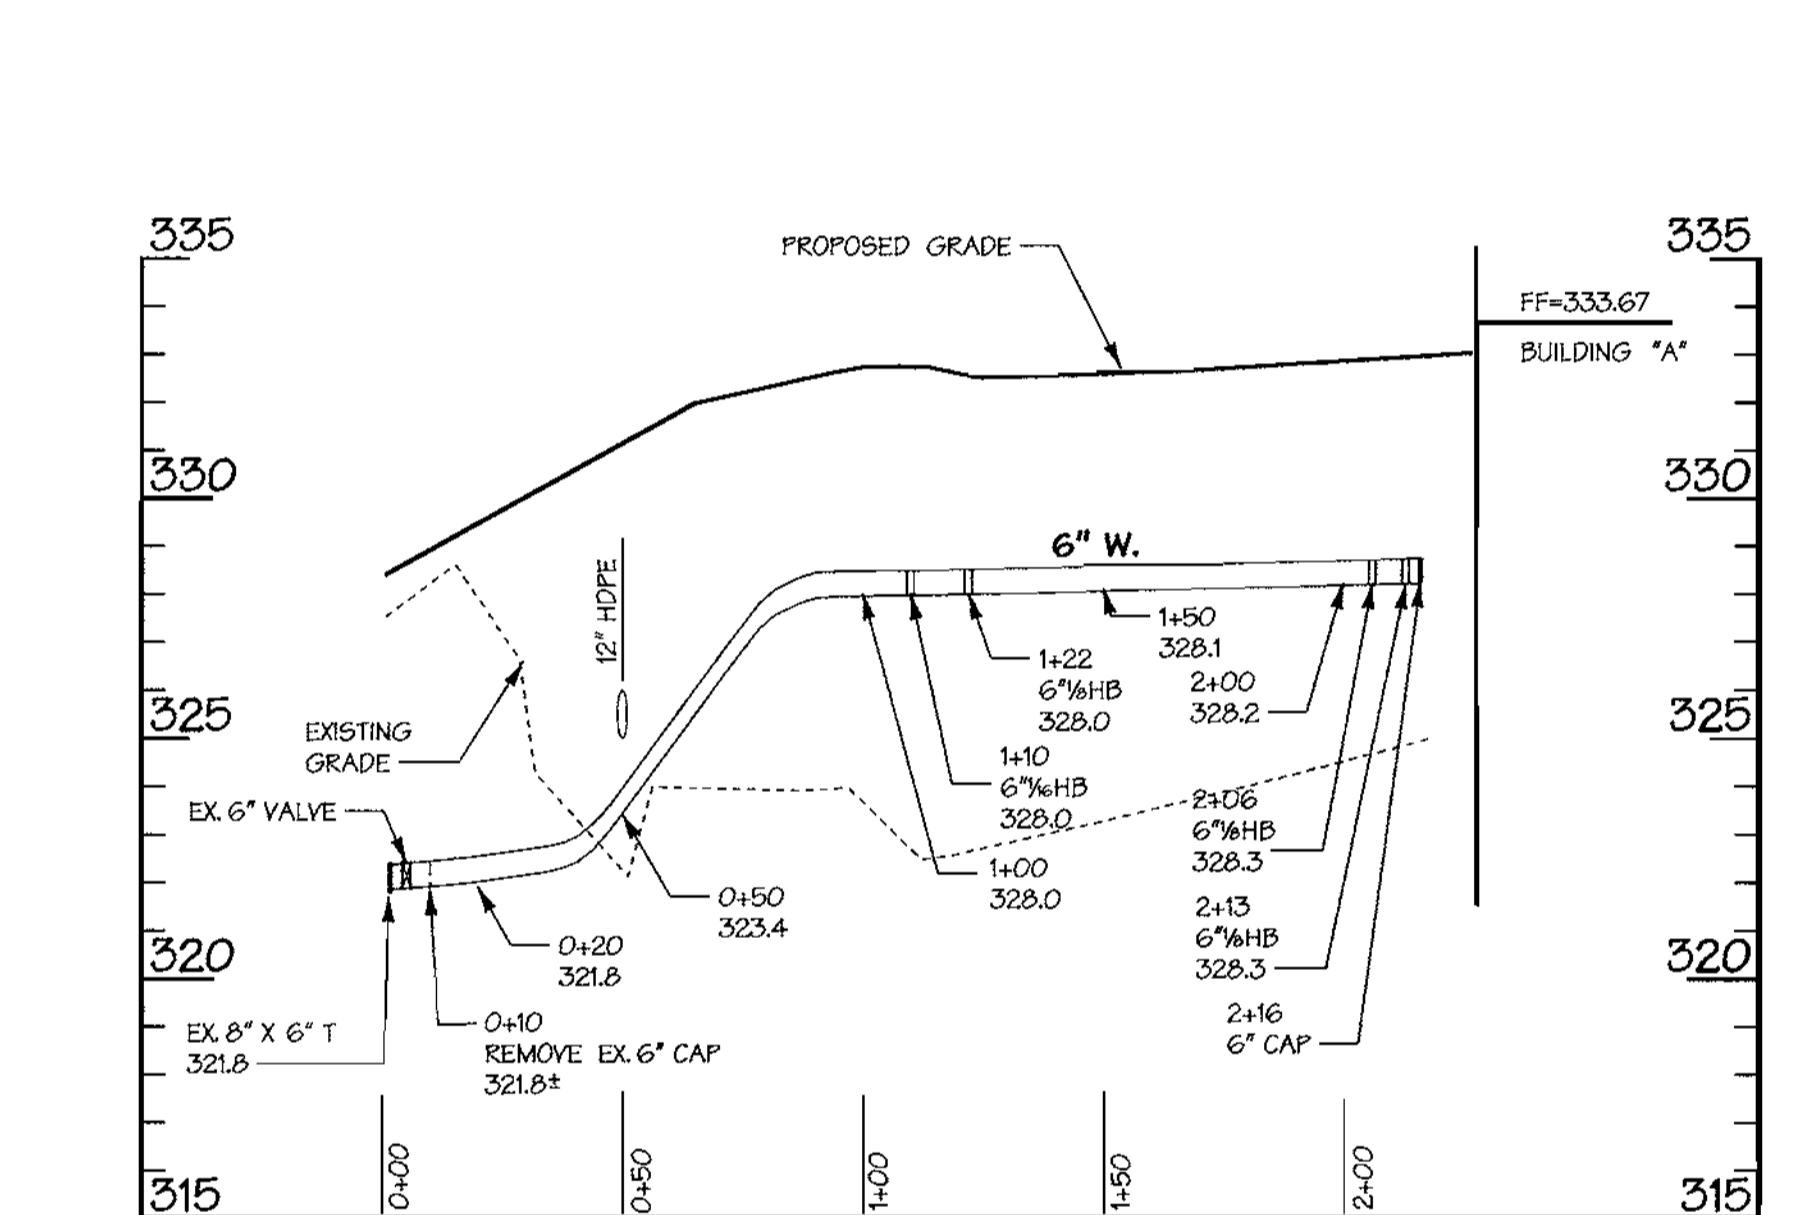 335
335
PROPOSED GRADE
FF=333.67
BUILDING "A"
330
330
6" W.
12" HDPE
1+50
328.1
1+22
6"⅛HB
328.0
2+00
328.2
325
325
EXISTING
GRADE
1+10
6"1/16HB
328.0
EX. 6" VALVE
2+06
6"⅛HB
328.3
1+00
328.0
0+50
323.4
2+13
6"⅛HB
328.3
0+20
321.8
320
320
2+16
6" CAP
EX. 8" X 6" T
321.8
0+10
REMOVE EX. 6" CAP
321.8±
315
0+00
0+50
1+00
1+50
2+00
315